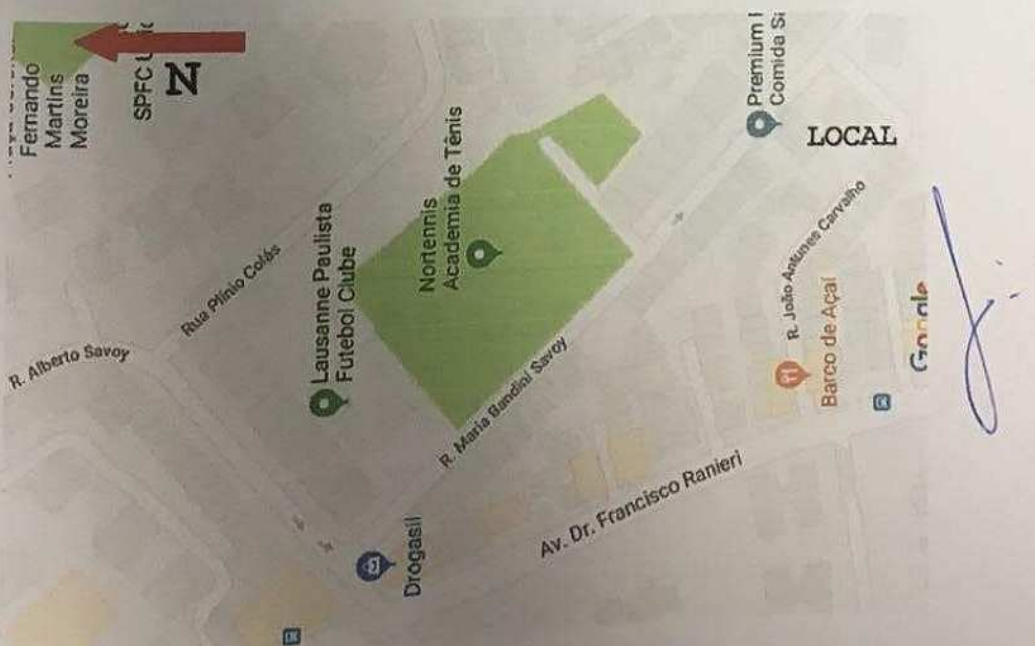 Fernando
Martins
Moreira
SPFC
N
R. Alberto Savoy
Rua Plínio Colás
Lausanne Paulista
Futebol Clube
Nortennis
Academia de Tênis
Premium
Comida
LOCAL
R. Maria Bandini Savoy
R. João Antunes Carvalho
Barco de Açaí
Drogasil
Av. Dr. Francisco Ranieri
Google